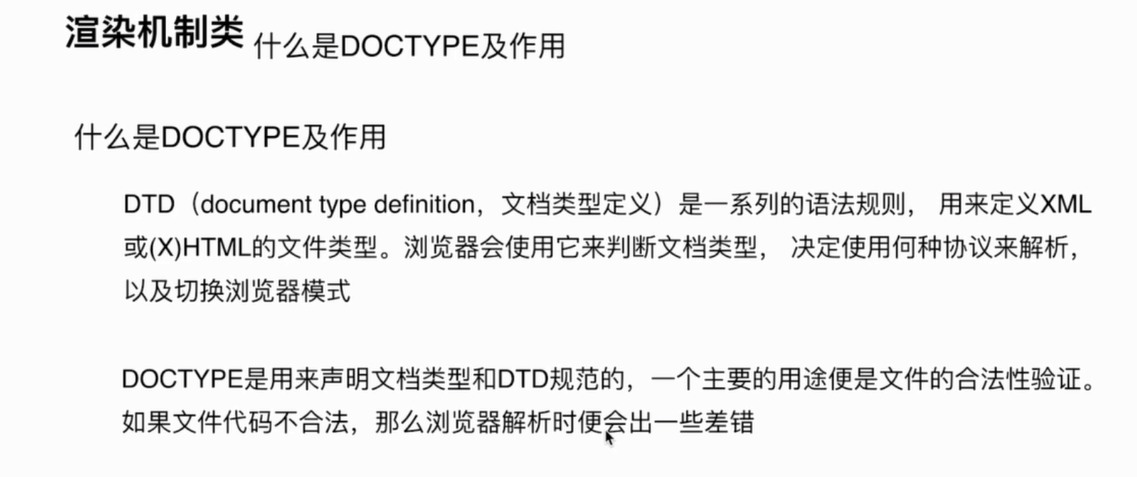 渲染机制类 什么是DOCTYPE及作用
什么是DOCTYPE及作用
DTD（document type definition，文档类型定义）是一系列的语法规则， 用来定义XML
或(X)HTML的文件类型。浏览器会使用它来判断文档类型， 决定使用何种协议来解析，
以及切换浏览器模式
DOCTYPE是用来声明文档类型和DTD规范的，一个主要的用途便是文件的合法性验证。
如果文件代码不合法，那么浏览器解析时便会出一些差错